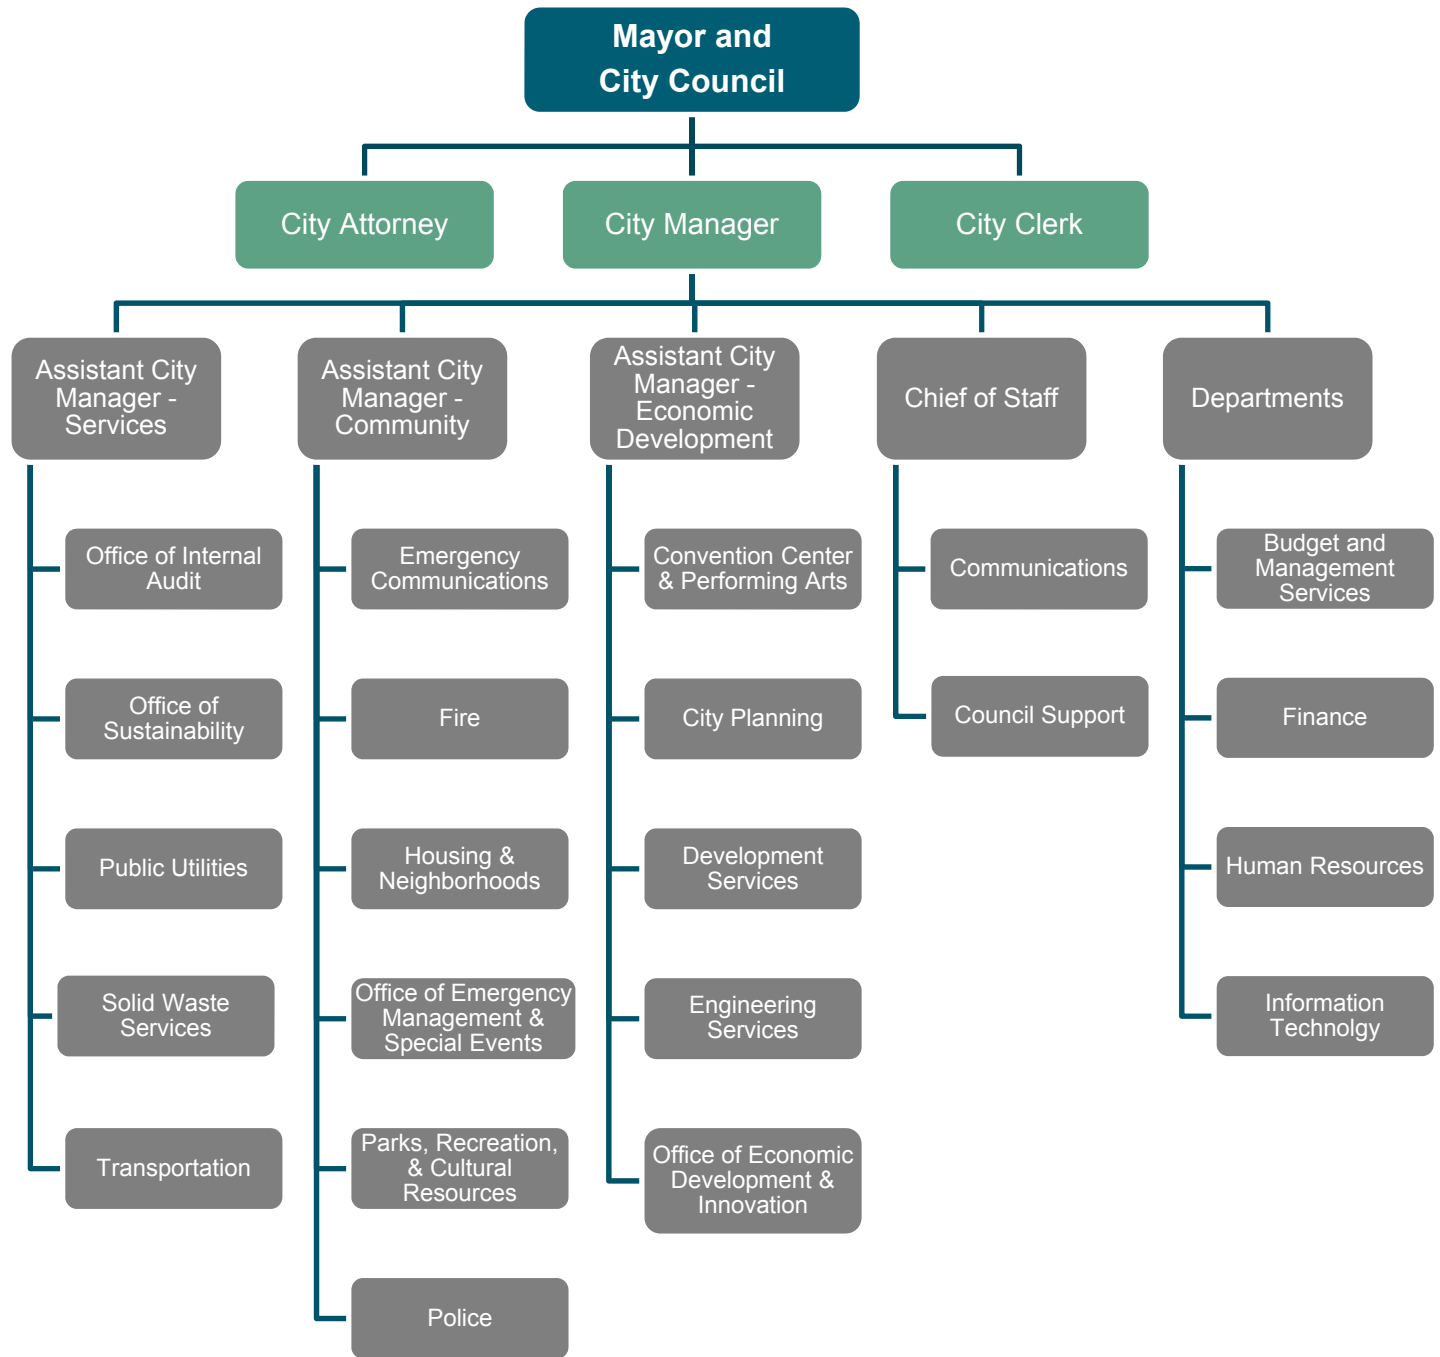 Mayor and
City Council
City Attorney
City Manager
City Clerk
Assistant City
Manager -
Services
Assistant City
Manager -
Community
Assistant City
Manager -
Economic
Development
Chief of Staff
Departments
Office of Internal
Audit
Emergency
Communications
Convention Center
& Performing Arts
Communications
Budget and
Management
Services
Office of
Sustainability
Fire
City Planning
Council Support
Finance
Public Utilities
Housing &
Neighborhoods
Development
Services
Human Resources
Solid Waste
Services
Office of Emergency
Management &
Special Events
Engineering
Services
Information
Technolgy
Transportation
Parks, Recreation,
& Cultural
Resources
Office of Economic
Development &
Innovation
Police